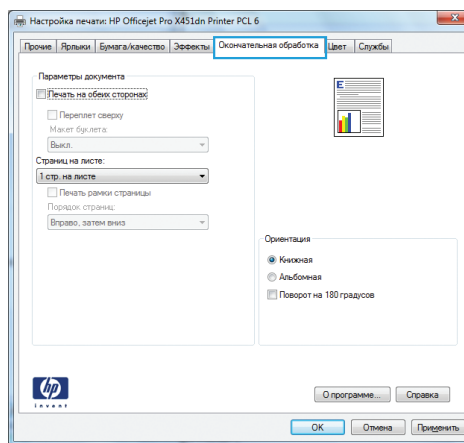 Настройка печати: HP Officejet Pro X451dn Printer PCL 6
Прочие Ярлыки Бумага/качество Эффекты Окончательная обработка Цвет Службы
Параметры документа
Печать на обеих сторонах
Переплет сверху
Макет буклета:
Выкл.
Страниц на листе:
1 стр. на листе
Печать рамки страницы
Порядок страниц:
Вправо, затем вниз
E
Ориентация
Книжная
Альбомная
Поворот на 180 градусов
hp
invent
О программе... Справка
OK Отмена Применить